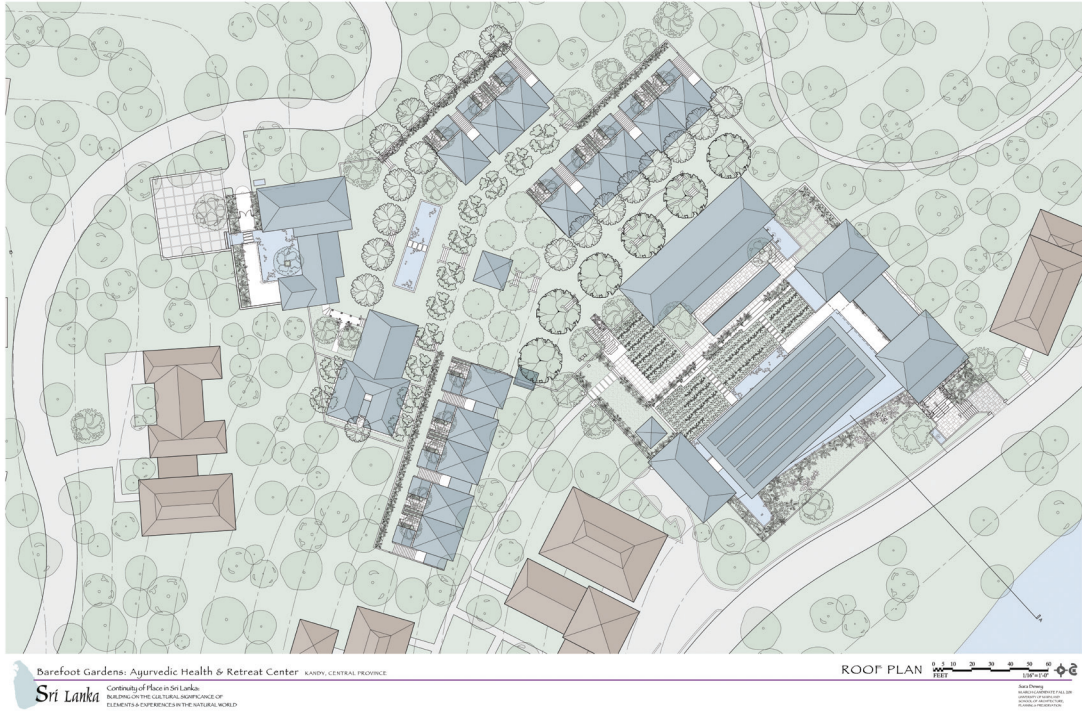 Barefoot Gardens: Ayurvedic Health & Retreat Center KANDY, CENTRAL PROVINCE
Sri Lanka
Continuity of Place in Sri Lanka:
BUILDING ON THE CULTURAL SIGNIFICANCE OF
ELEMENTS & EXPERIENCES IN THE NATURAL WORLD
ROOF PLAN
0 5 10 20 30 40 50 60
FEET 1/16"=1'-0"